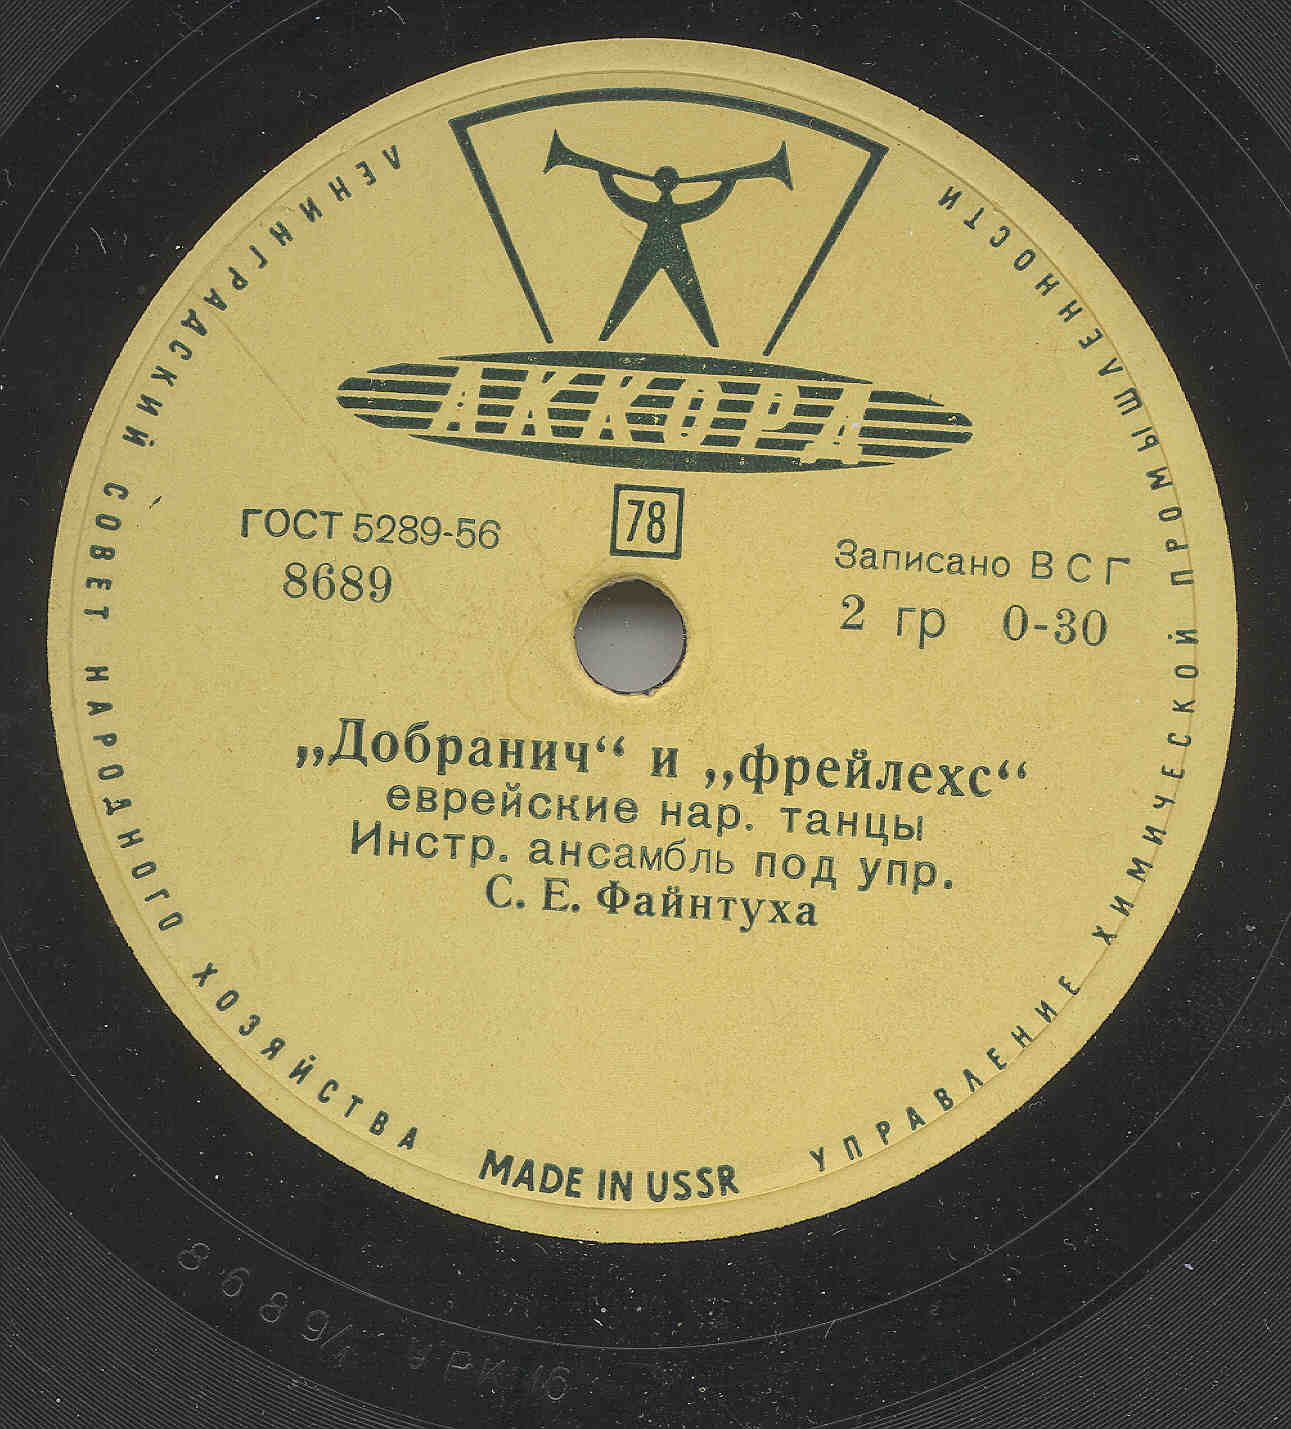 ЛЕНИНГРАДСКИЙ СОВЕТ НАРОДНОГО ХОЗЯЙСТВА
УПРАВЛЕНИЕ ХИМИЧЕСКОЙ ПРОМЫШЛЕННОСТИ
АККОРД
78
ГОСТ 5289-56
8689
Записано ВСГ
2 гр 0-30
„Добранич“ и „фрейлехс“
еврейские нар. танцы
Инстр. ансамбль под упр.
С. Е. Файнтуха
MADE IN USSR